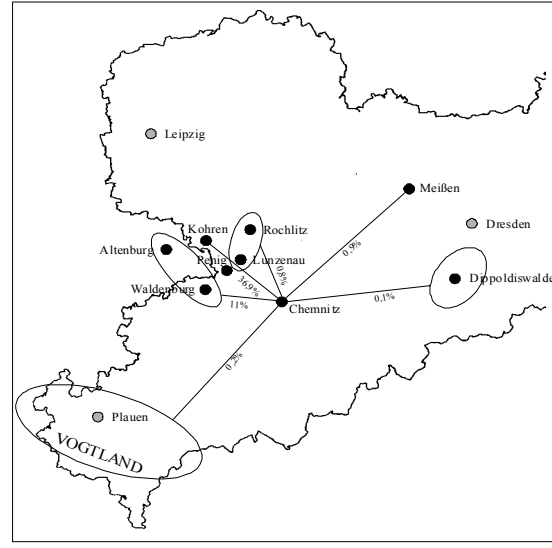 Leipzig
Meißen
Kohren
Rochlitz
Dresden
Altenburg
Penig
Lunzenau
Dippoldiswalde
Waldenburg
36,9%
0,8%
0,9%
0,1%
11%
Chemnitz
0,2%
Plauen
VOGTLAND